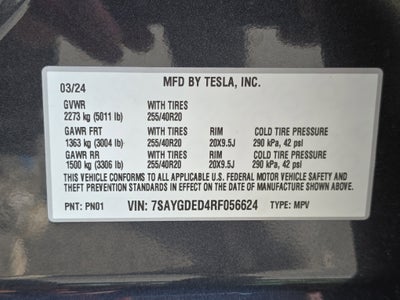 03/24 MFD BY TESLA, INC.
GVWR WITH TIRES
2273 kg (5011 lb) 255/40R20
GAWR FRT WITH TIRES RIM COLD TIRE PRESSURE
1363 kg (3004 lb) 255/40R20 20X9.5J 290 kPa, 42 psi
GAWR RR WITH TIRES RIM COLD TIRE PRESSURE
1500 kg (3306 lb) 255/40R20 20X9.5J 290 kPa, 42 psi
THIS VEHICLE CONFORMS TO ALL APPLICABLE U.S. FEDERAL MOTOR VEHICLE SAFETY AND
THEFT PREVENTION STANDARDS IN EFFECT ON THE DATE OF MANUFACTURE SHOWN ABOVE.
PNT: PN01 VIN: 7SAYGDED4RF056624 TYPE: MPV